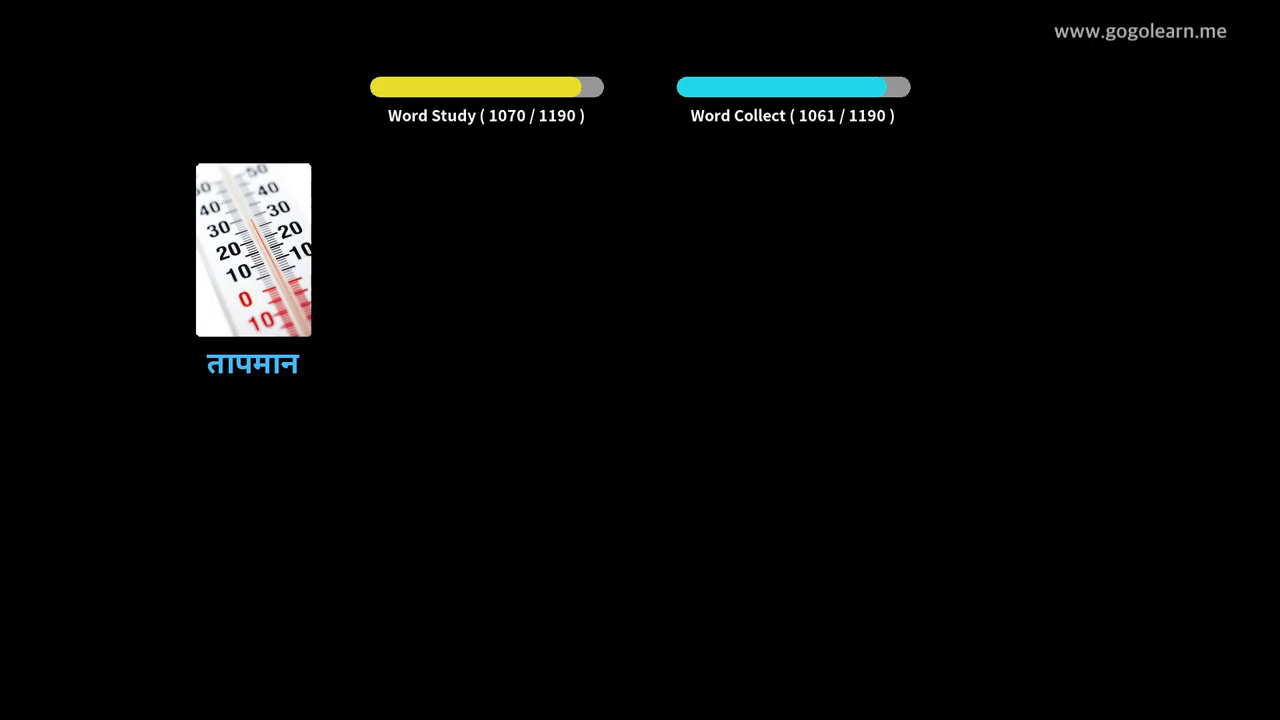 www.gogolearn.me
Word Study ( 1070 / 1190 )
Word Collect ( 1061 / 1190 )
50
40 40
30 30
20 20
10 10
0
10
तापमान